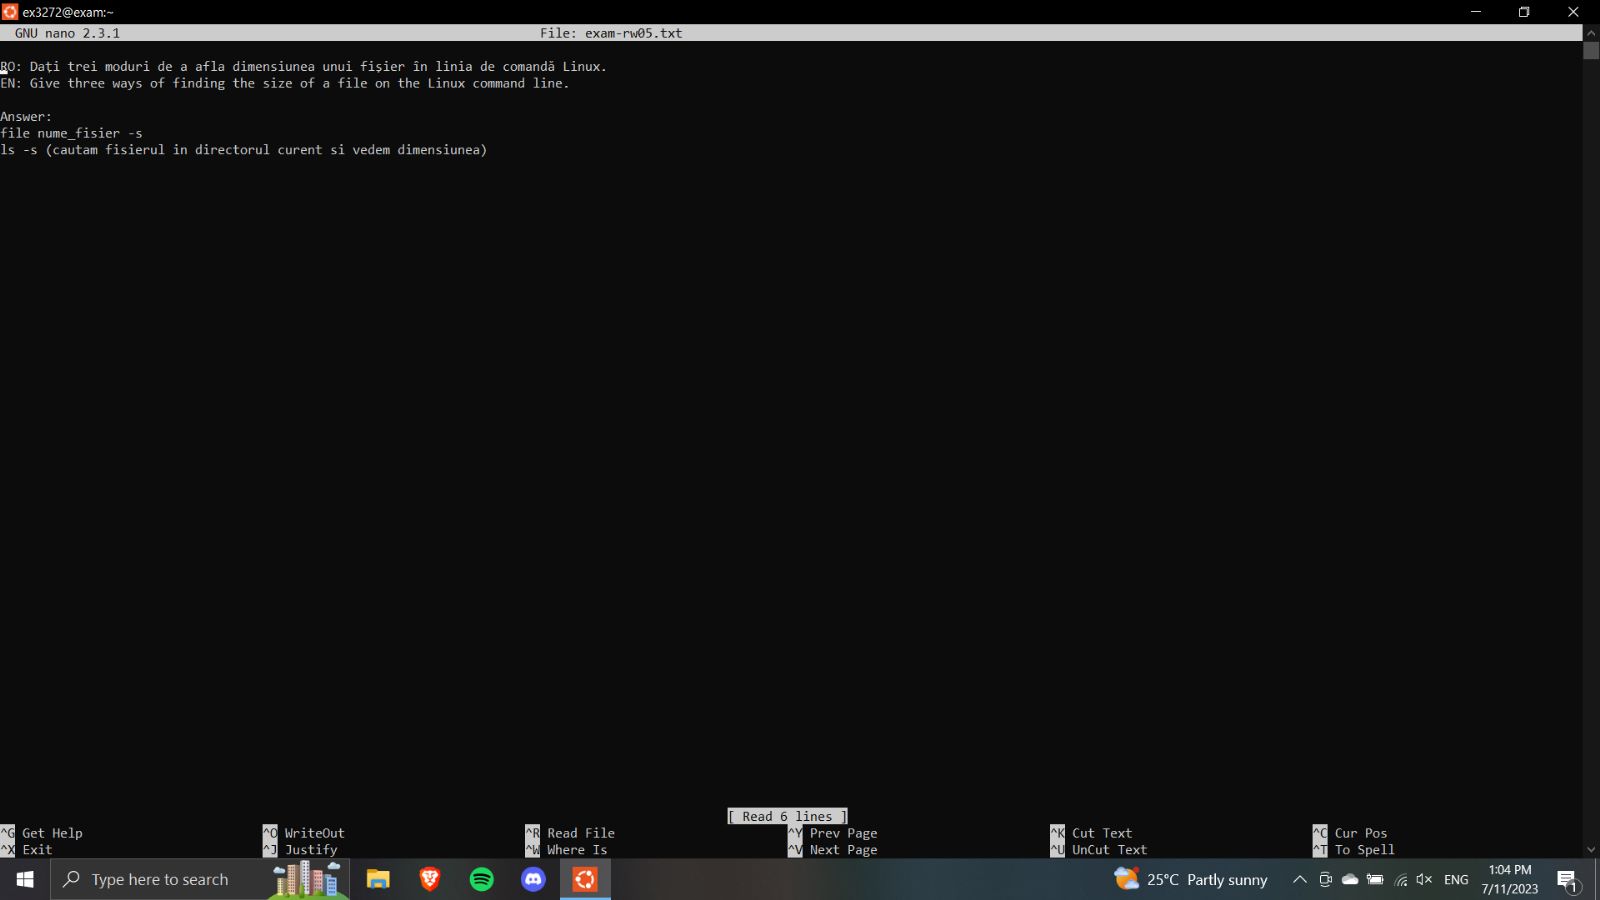 ex3272@exam:~
GNU nano 2.3.1 File: exam-rw05.txt
RO: Dați trei moduri de a afla dimensiunea unui fișier în linia de comandă Linux.
EN: Give three ways of finding the size of a file on the Linux command line.
Answer:
file nume_fisier -s
ls -s (cautam fisierul in directorul curent si vedem dimensiunea)
[ Read 6 lines ]
^G Get Help ^O WriteOut ^R Read File ^Y Prev Page ^K Cut Text ^C Cur Pos
^X Exit ^J Justify ^W Where Is ^V Next Page ^U UnCut Text ^T To Spell
Type here to search 25°C Partly sunny ENG 1:04 PM
7/11/2023 1